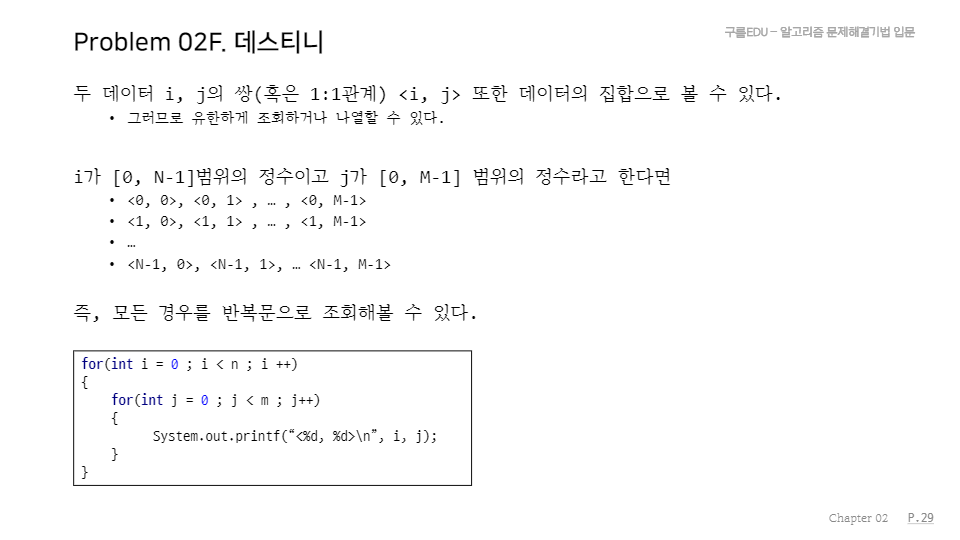 Problem 02F. 데스티니
구름EDU – 알고리즘 문제해결기법 입문
두 데이터 i, j의 쌍(혹은 1:1관계) <i, j> 또한 데이터의 집합으로 볼 수 있다.
• 그러므로 유한하게 조회하거나 나열할 수 있다.
i가 [0, N-1]범위의 정수이고 j가 [0, M-1] 범위의 정수라고 한다면
• <0, 0>, <0, 1> , … , <0, M-1>
• <1, 0>, <1, 1> , … , <1, M-1>
• …
• <N-1, 0>, <N-1, 1>, … <N-1, M-1>
즉, 모든 경우를 반복문으로 조회해볼 수 있다.
for(int i = 0 ; i < n ; i ++)
{
for(int j = 0 ; j < m ; j++)
{
System.out.printf(“<%d, %d>\n”, i, j);
}
}
Chapter 02 P.29